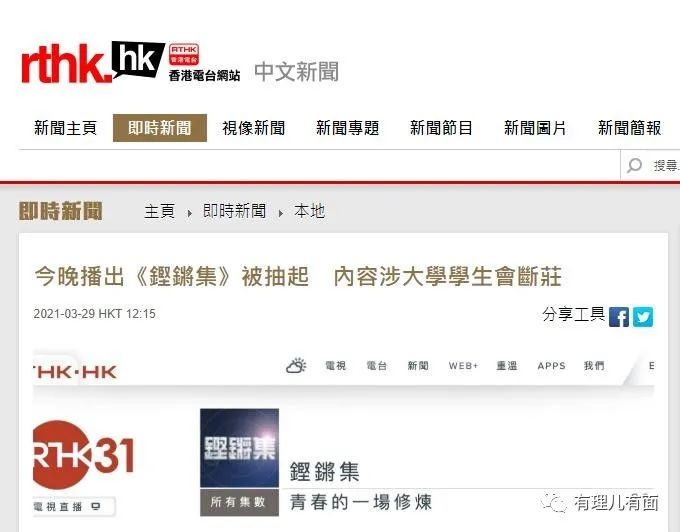 rthk.hk
RTHK
香港電台
香港電台網站 中文新聞
新聞主頁 即時新聞 視像新聞 新聞專題 新聞節目 新聞圖片 新聞簡報
搜尋
即時新聞 主頁 即時新聞 本地
今晚播出《鏗鏘集》被抽起 內容涉大學學生會斷莊
2021-03-29 HKT 12:15 分享工具
THK·HK 電視 電台 新聞 WEB+ 重溫 APPS 我們 E
RTHK31
鏗鏘集
鏗鏘集
電視直播 所有集數 青春的一場修煉
有理儿有面